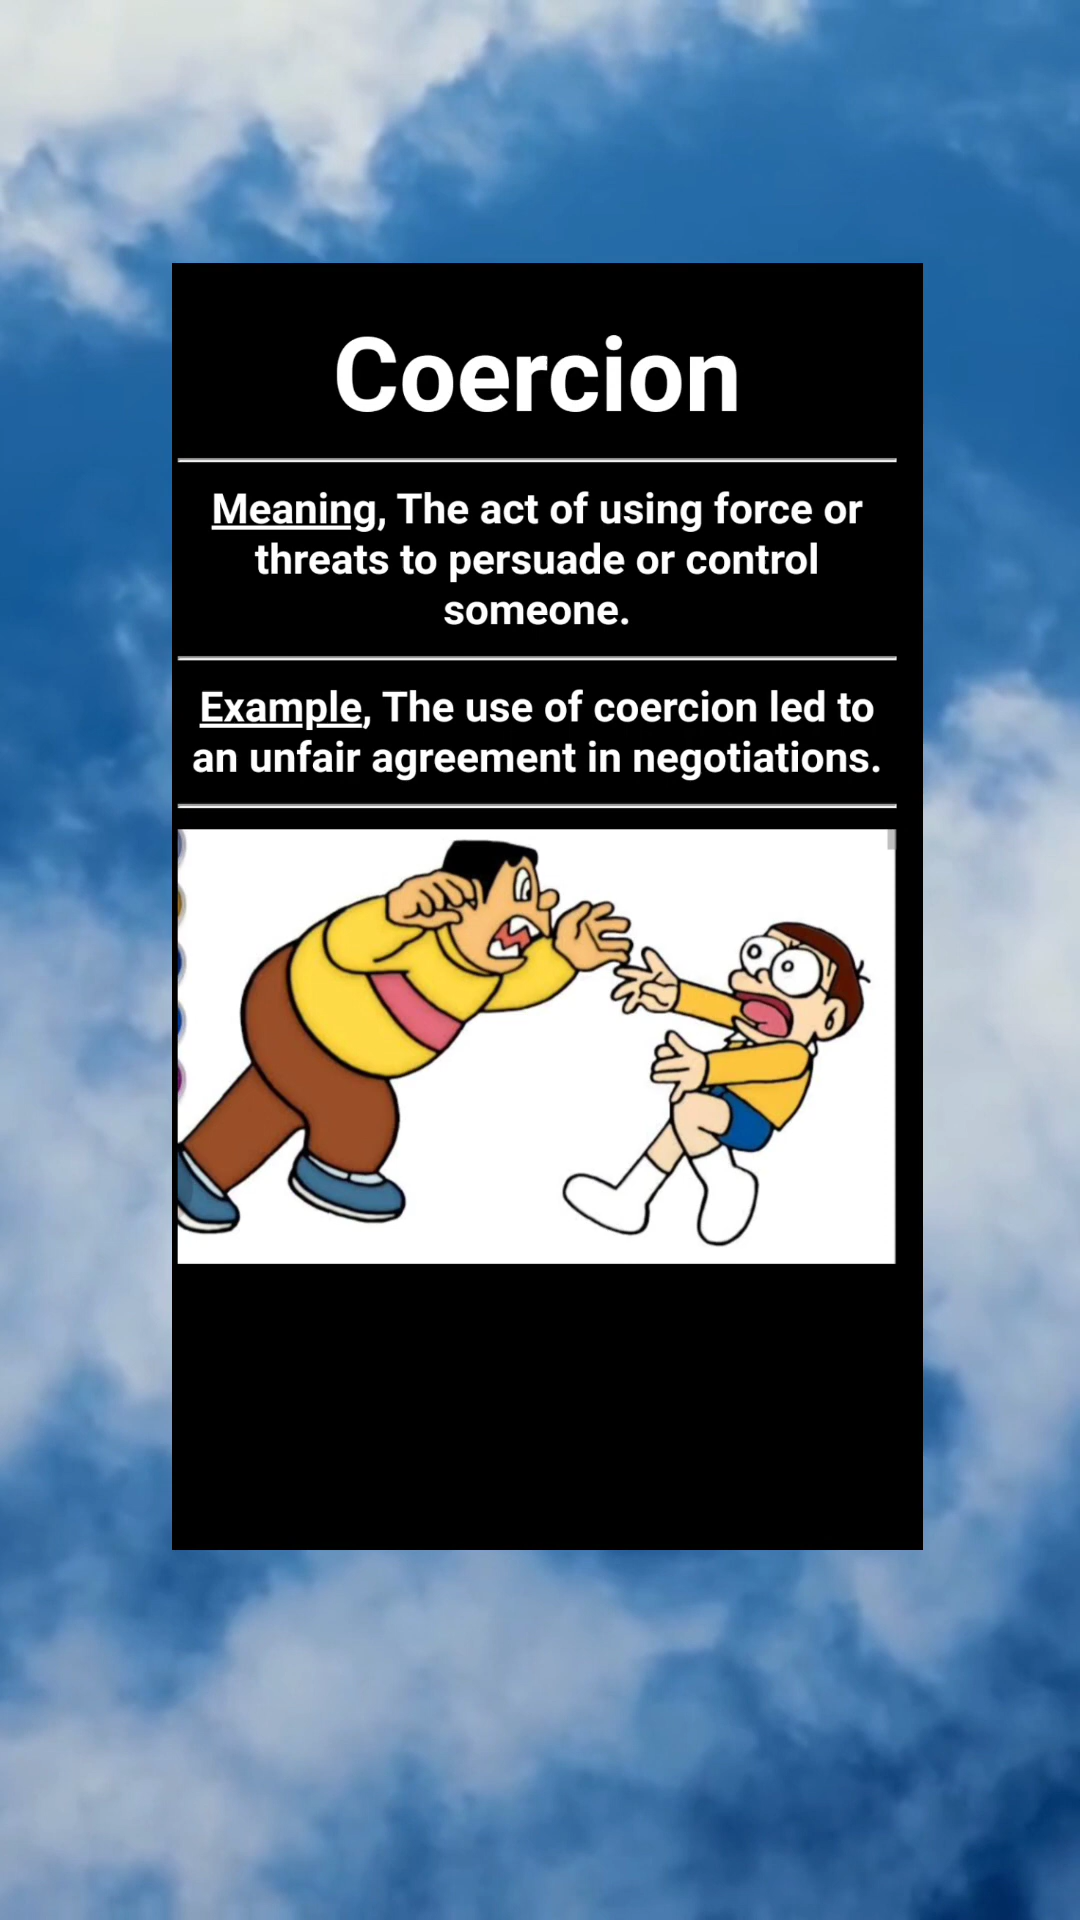 Coercion
Meaning, The act of using force or
threats to persuade or control
someone.
Example, The use of coercion led to
an unfair agreement in negotiations.